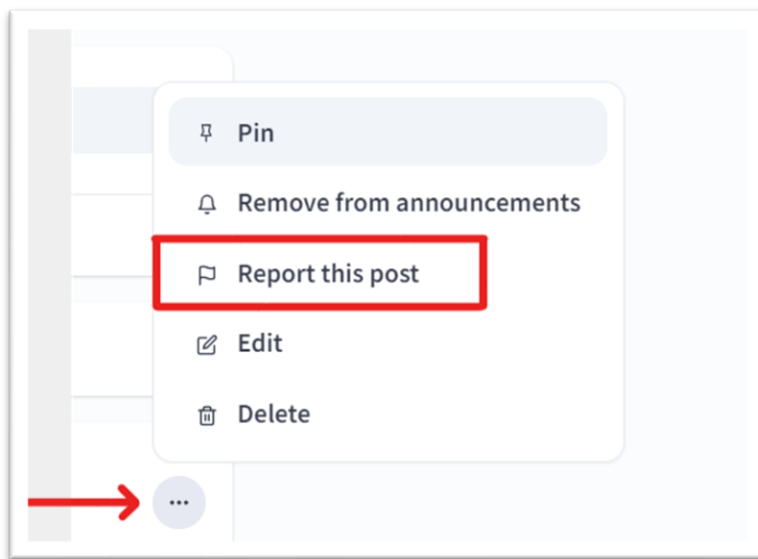 Pin
Remove from announcements
Report this post
Edit
Delete